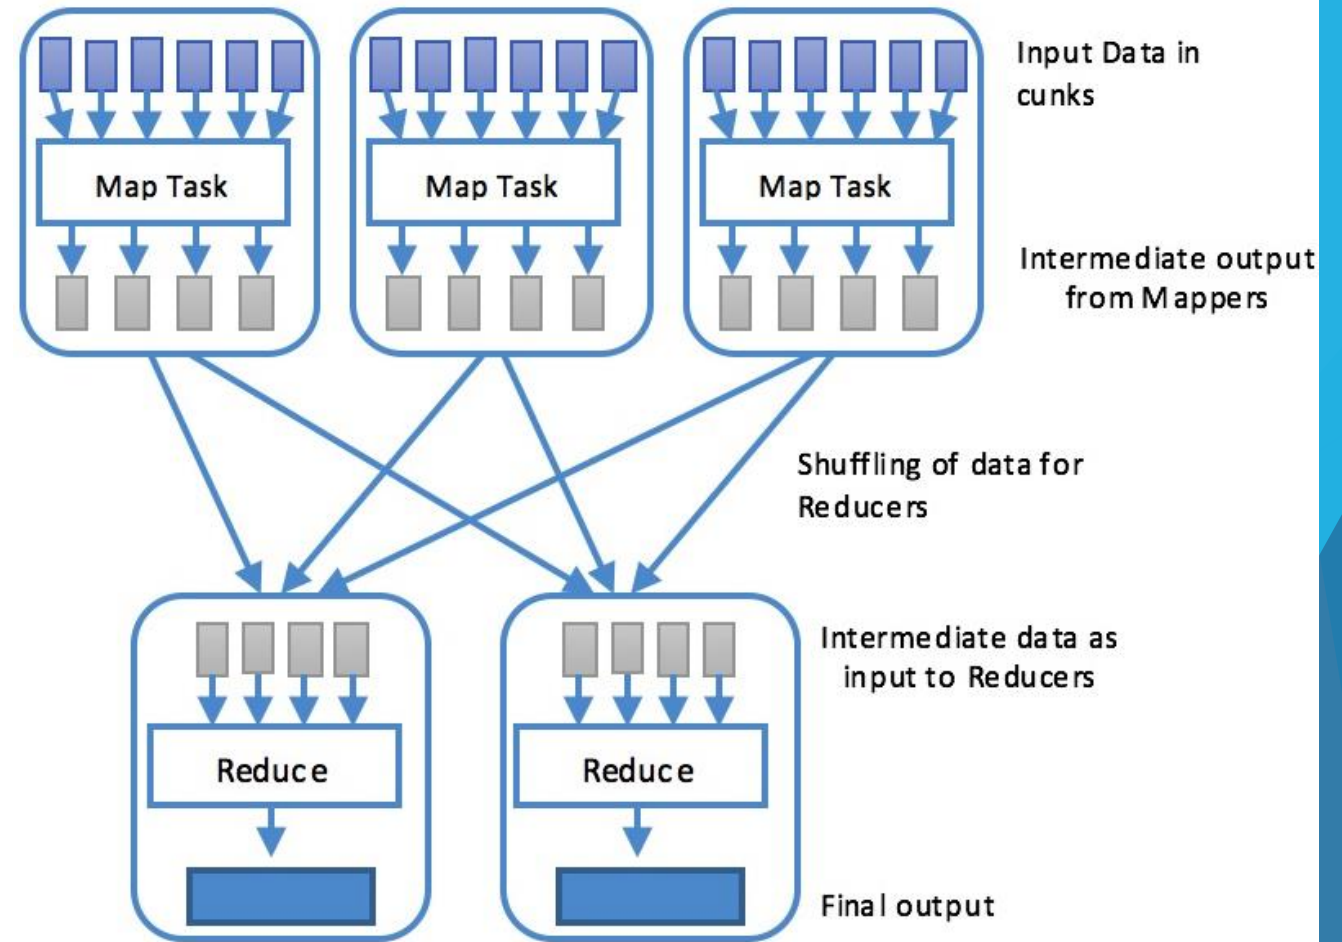 Input Data in
cunks
Map Task
Map Task
Map Task
Intermediate output
from Mappers
Shuffling of data for
Reducers
Intermediate data as
input to Reducers
Reduce
Reduce
Final output